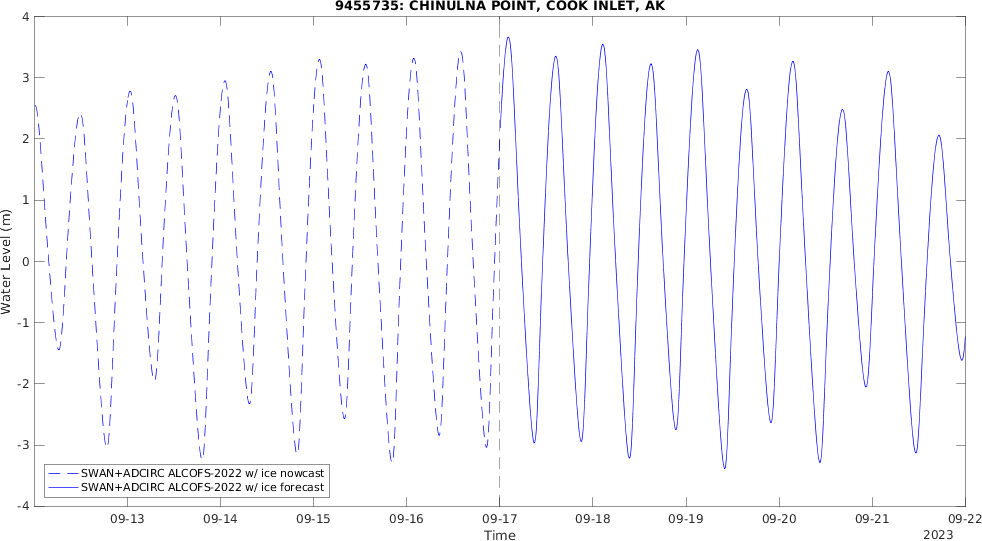 9455735: CHINULNA POINT, COOK INLET, AK
4
3
2
1
0
-1
-2
-3
-4
Water Level (m)
SWAN+ADCIRC ALCOFS-2022 w/ ice nowcast
SWAN+ADCIRC ALCOFS-2022 w/ ice forecast
09-13 09-14 09-15 09-16 09-17 09-18 09-19 09-20 09-21 09-22
Time
2023